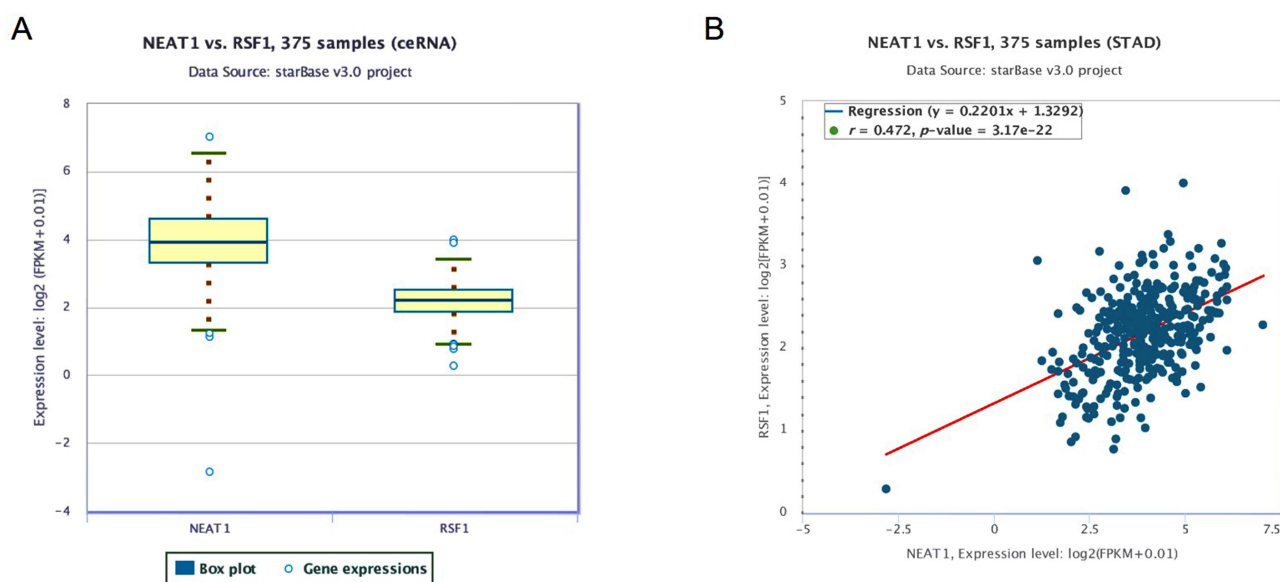 A
NEAT1 vs. RSF1, 375 samples (ceRNA)
Data Source: starBase v3.0 project
Expression level: log2 (FPKM+0.01)]
8
6
4
2
0
−2
−4
NEAT1
RSF1
Box plot
Gene expressions
B
NEAT1 vs. RSF1, 375 samples (STAD)
Data Source: starBase v3.0 project
Regression (y = 0.2201x + 1.3292)
r = 0.472, p-value = 3.17e-22
RSF1, Expression level: log2[FPKM+0.01)]
5
4
3
2
1
0
−5
−2.5
0
2.5
5
7.5
NEAT1, Expression level: log2(FPKM+0.01)